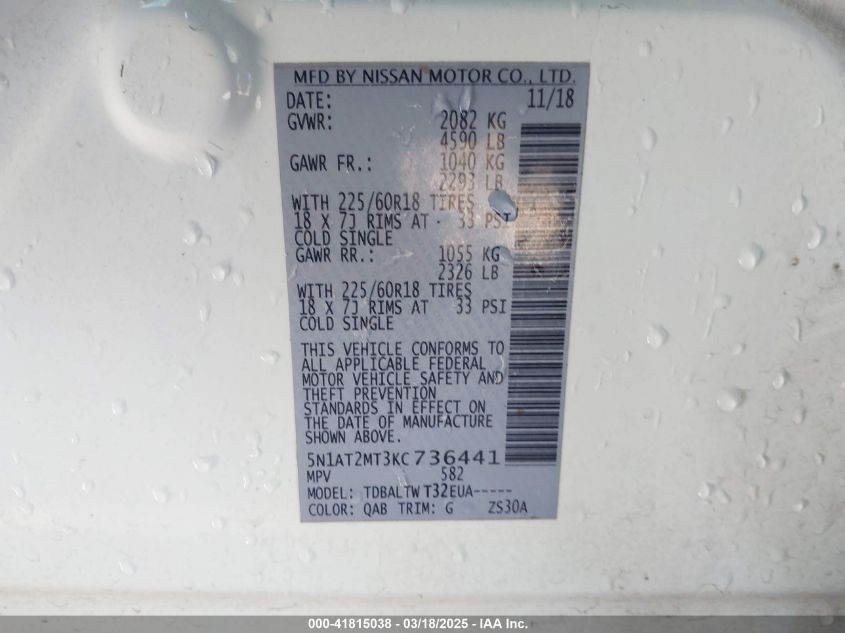 MFD BY NISSAN MOTOR CO., LTD.
DATE: 11/18
GVWR: 2082 KG
4590 LB
GAWR FR.: 1040 KG
2293 LB
WITH 225/60R18 TIRES
18 X 7J RIMS AT 33 PSI
COLD SINGLE
GAWR RR.: 1055 KG
2326 LB
WITH 225/60R18 TIRES
18 X 7J RIMS AT 33 PSI
COLD SINGLE
THIS VEHICLE CONFORMS TO
ALL APPLICABLE FEDERAL
MOTOR VEHICLE SAFETY AND
THEFT PREVENTION
STANDARDS IN EFFECT ON
THE DATE OF MANUFACTURE
SHOWN ABOVE.
5N1AT2MT3KC736441
MPV 582
MODEL: TDBALTW T32EUA-----
COLOR: QAB TRIM: G ZS30A
000-41815038 - 03/18/2025 - IAA Inc.